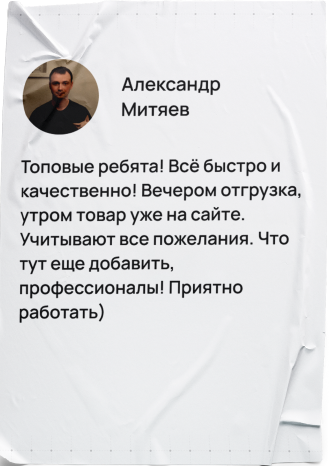 Александр
Митяев
Топовые ребята! Всё быстро и
качественно! Вечером отгрузка,
утром товар уже на сайте.
Учитывают все пожелания. Что
тут еще добавить,
профессионалы! Приятно
работать)